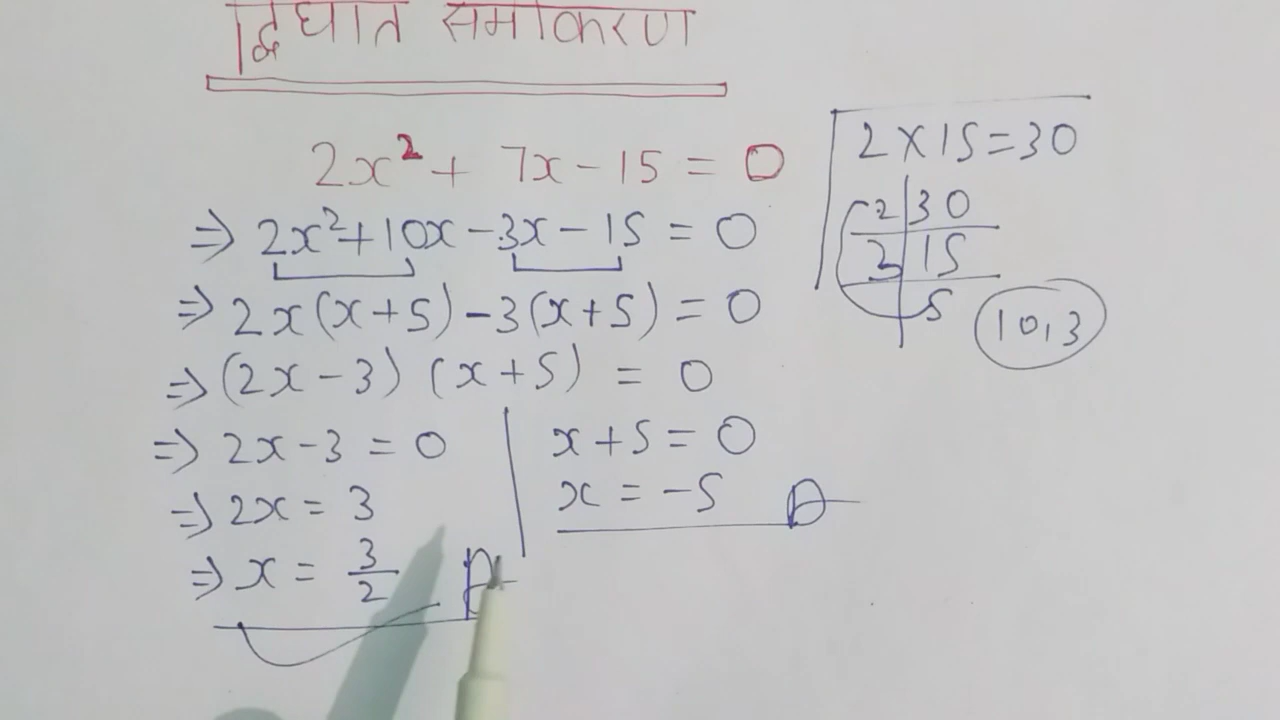 द्विघात समीकरण
2x² + 7x - 15 = 0
⇒ 2x² + 10x - 3x - 15 = 0
⇒ 2x(x + 5) - 3(x + 5) = 0
⇒ (2x - 3) (x + 5) = 0
⇒ 2x - 3 = 0
⇒ 2x = 3
⇒ x = 3/2
x + 5 = 0
x = -5
2 × 15 = 30
2 | 30
3 | 15
5
10, 3